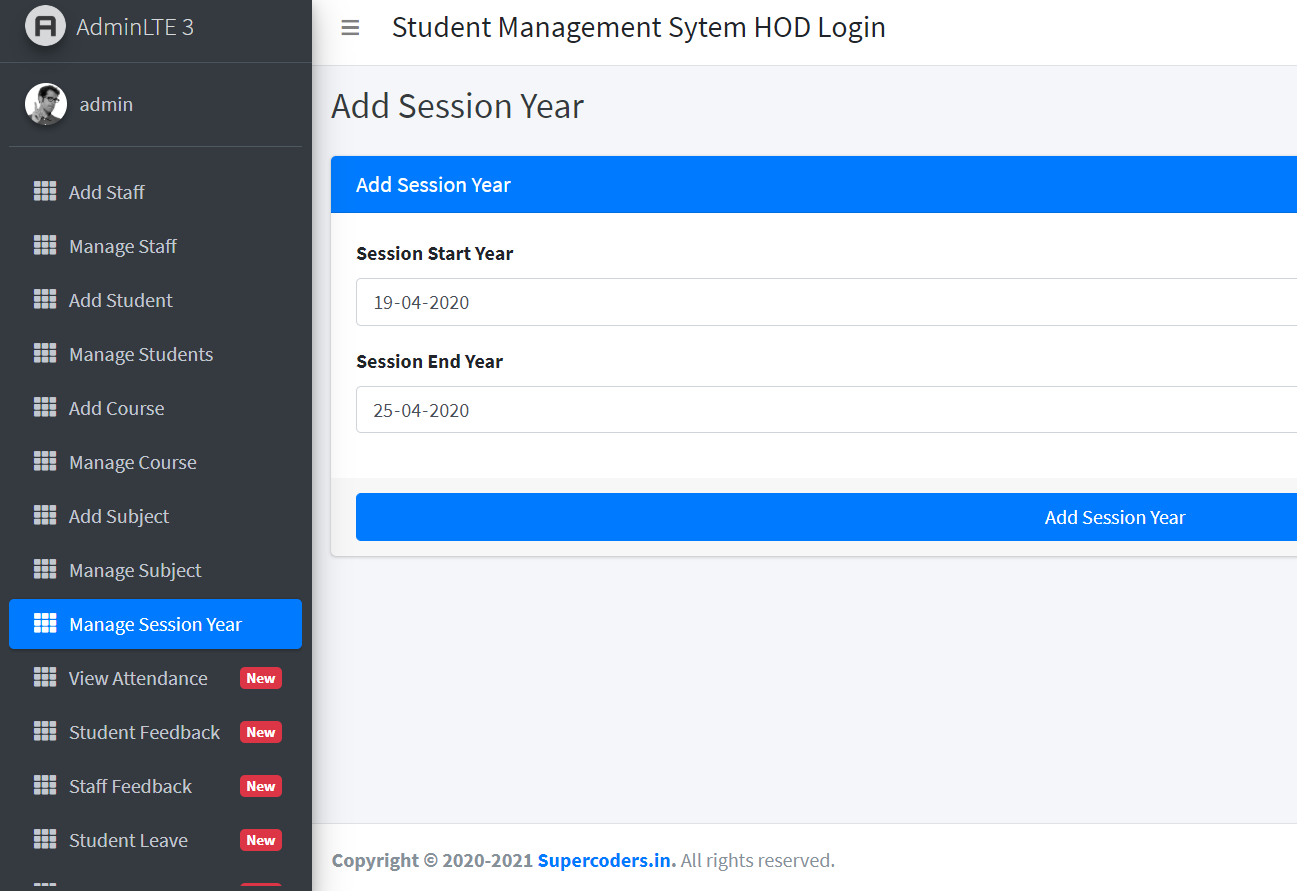 AdminLTE 3
admin
Add Staff
Manage Staff
Add Student
Manage Students
Add Course
Manage Course
Add Subject
Manage Subject
Manage Session Year
View Attendance New
Student Feedback New
Staff Feedback New
Student Leave New
Student Management Sytem HOD Login
Add Session Year
Add Session Year
Session Start Year
19-04-2020
Session End Year
25-04-2020
Add Session Year
Copyright © 2020-2021 Supercoders.in. All rights reserved.